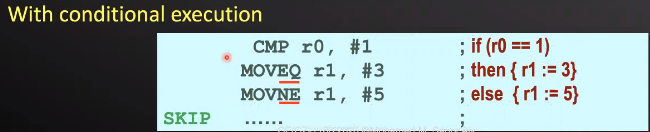 With conditional execution
CMP r0, #1 ; if (r0 == 1)
MOVEQ r1, #3 ; then { r1 := 3}
MOVNE r1, #5 ; else { r1 := 5}
SKIP ...... ;